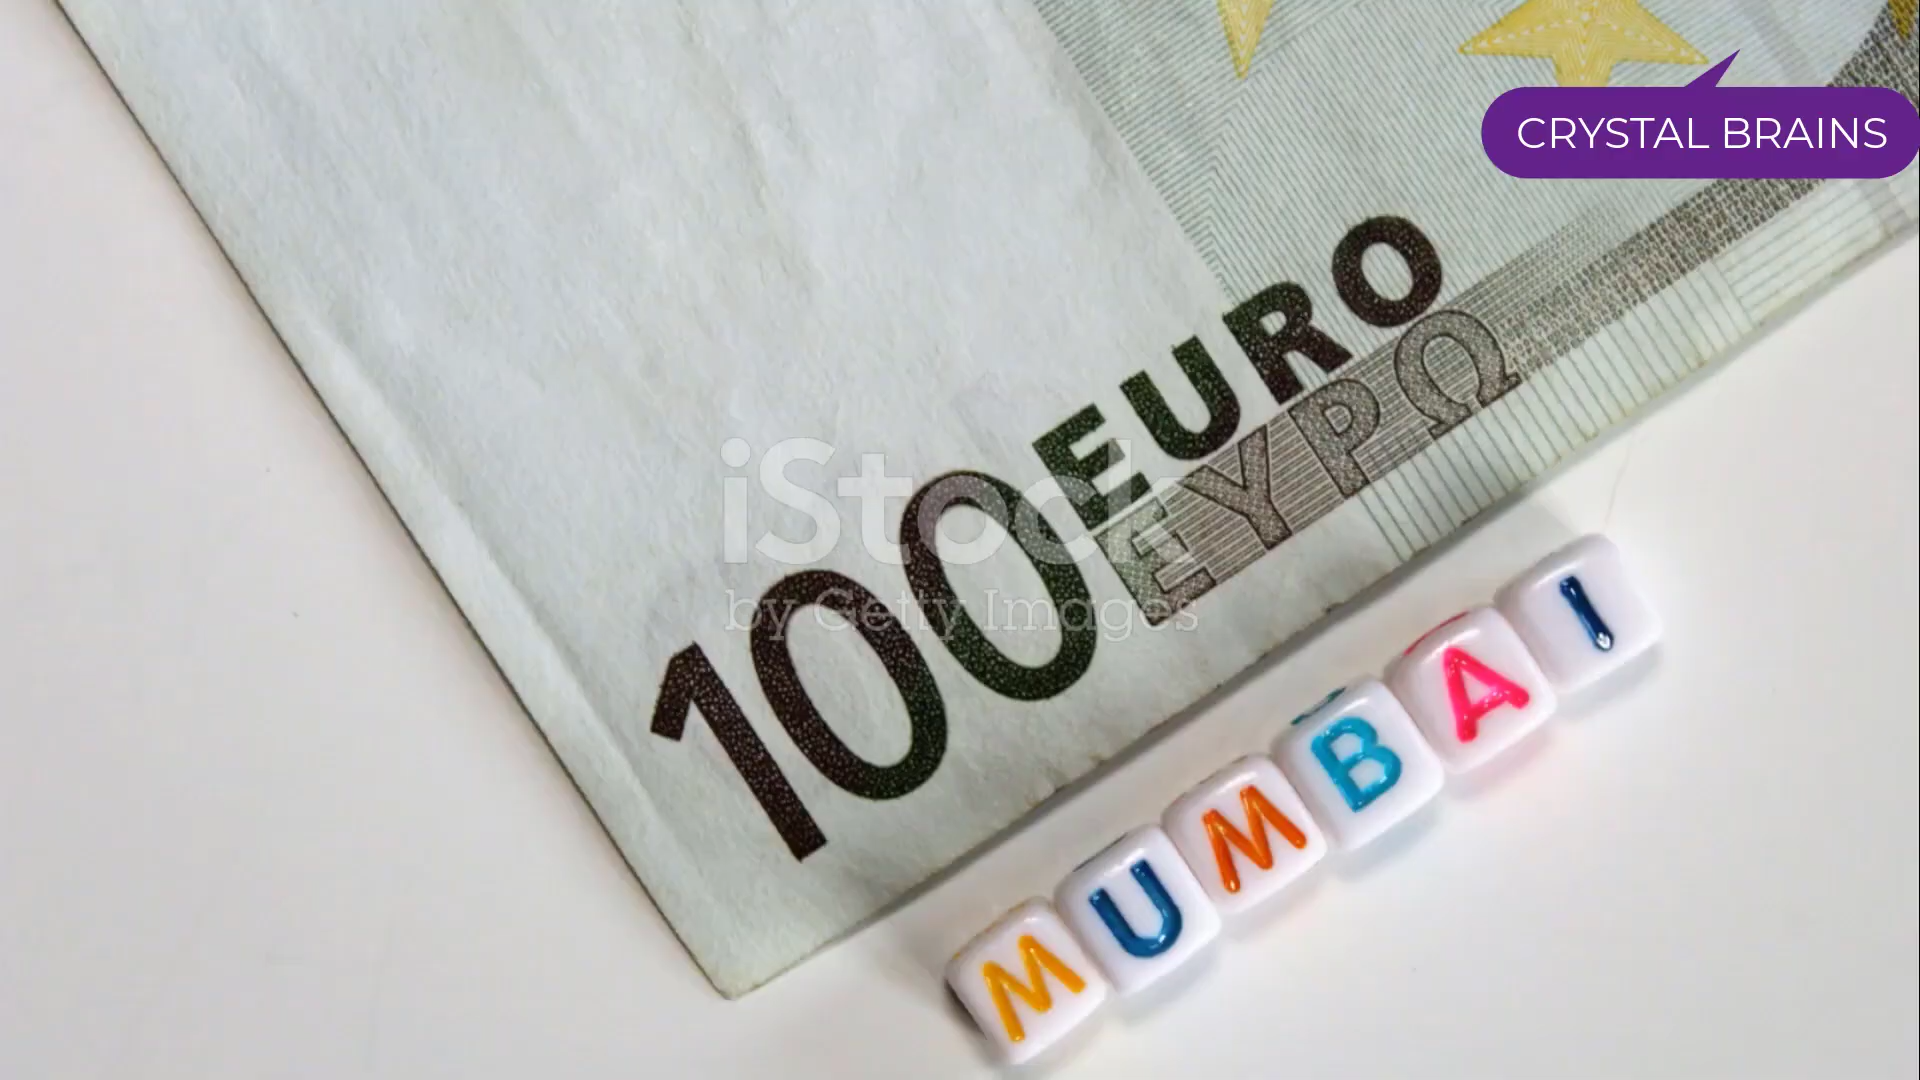 CRYSTAL BRAINS
100 EURO
ΕΥΡΩ
iStock
by Getty Images
MUMBAI